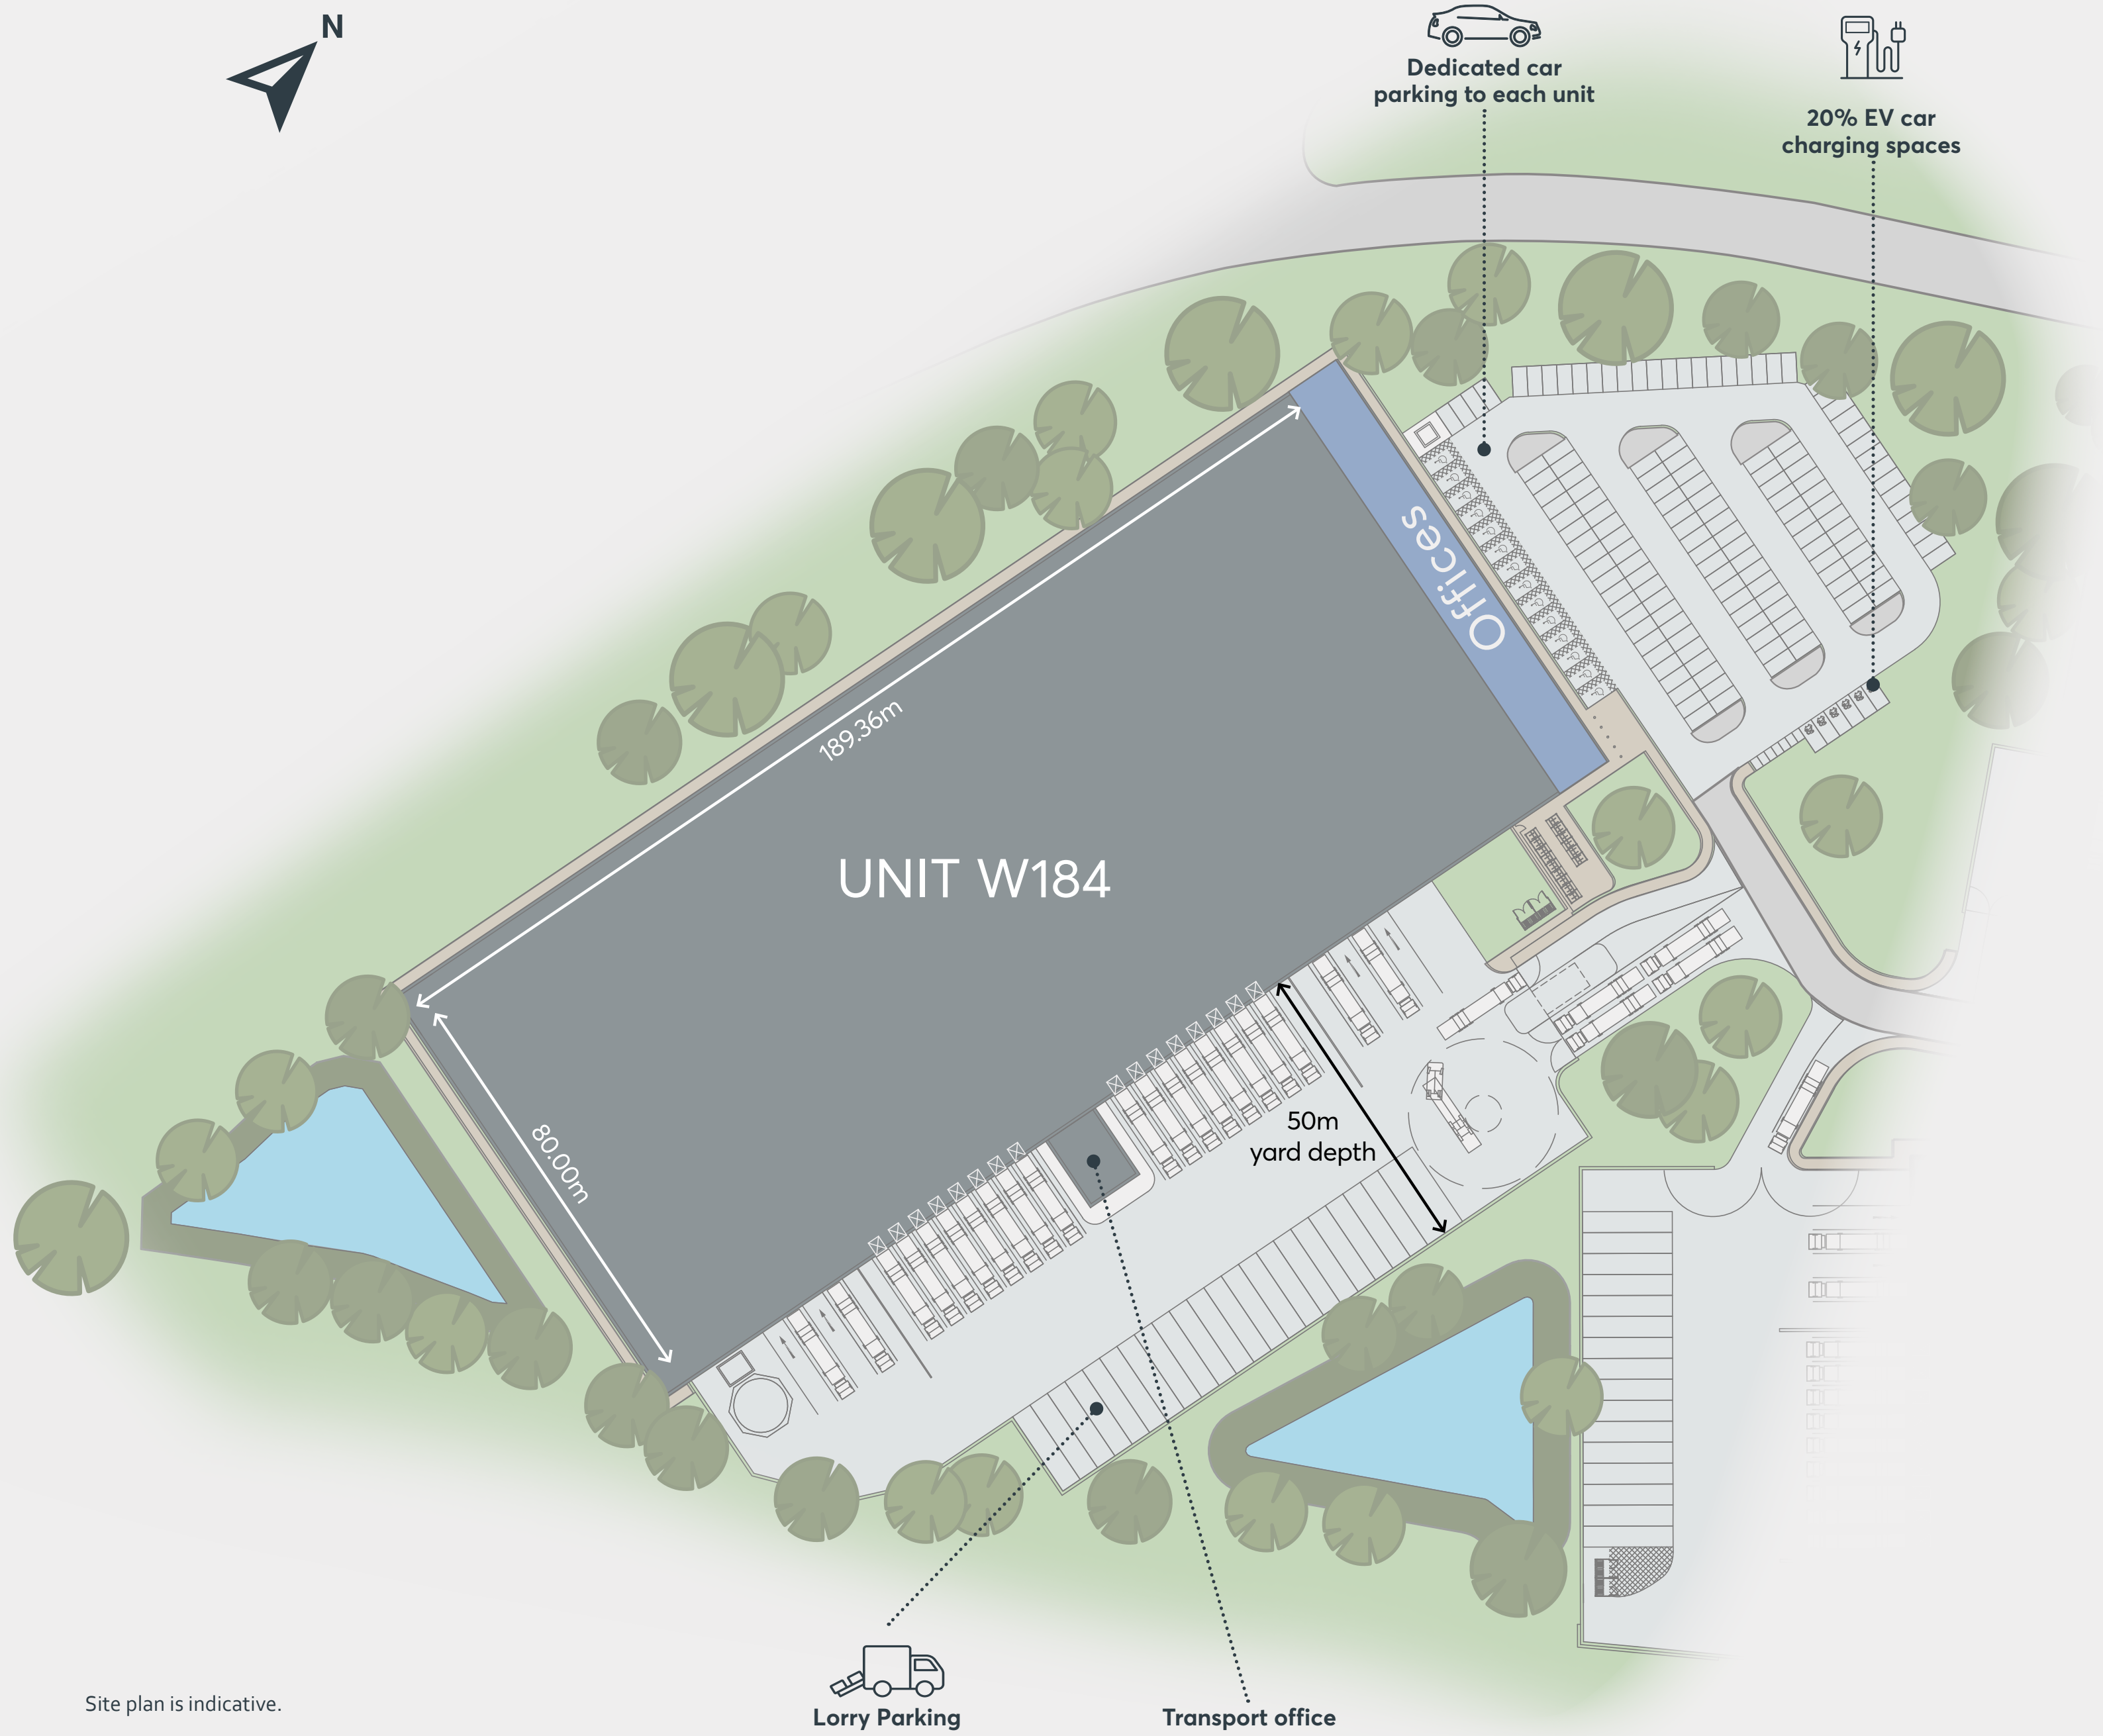 N
Dedicated car
parking to each unit
20% EV car
charging spaces
Offices
189.36m
UNIT W184
80.00m
50m
yard depth
Site plan is indicative.
Lorry Parking
Transport office